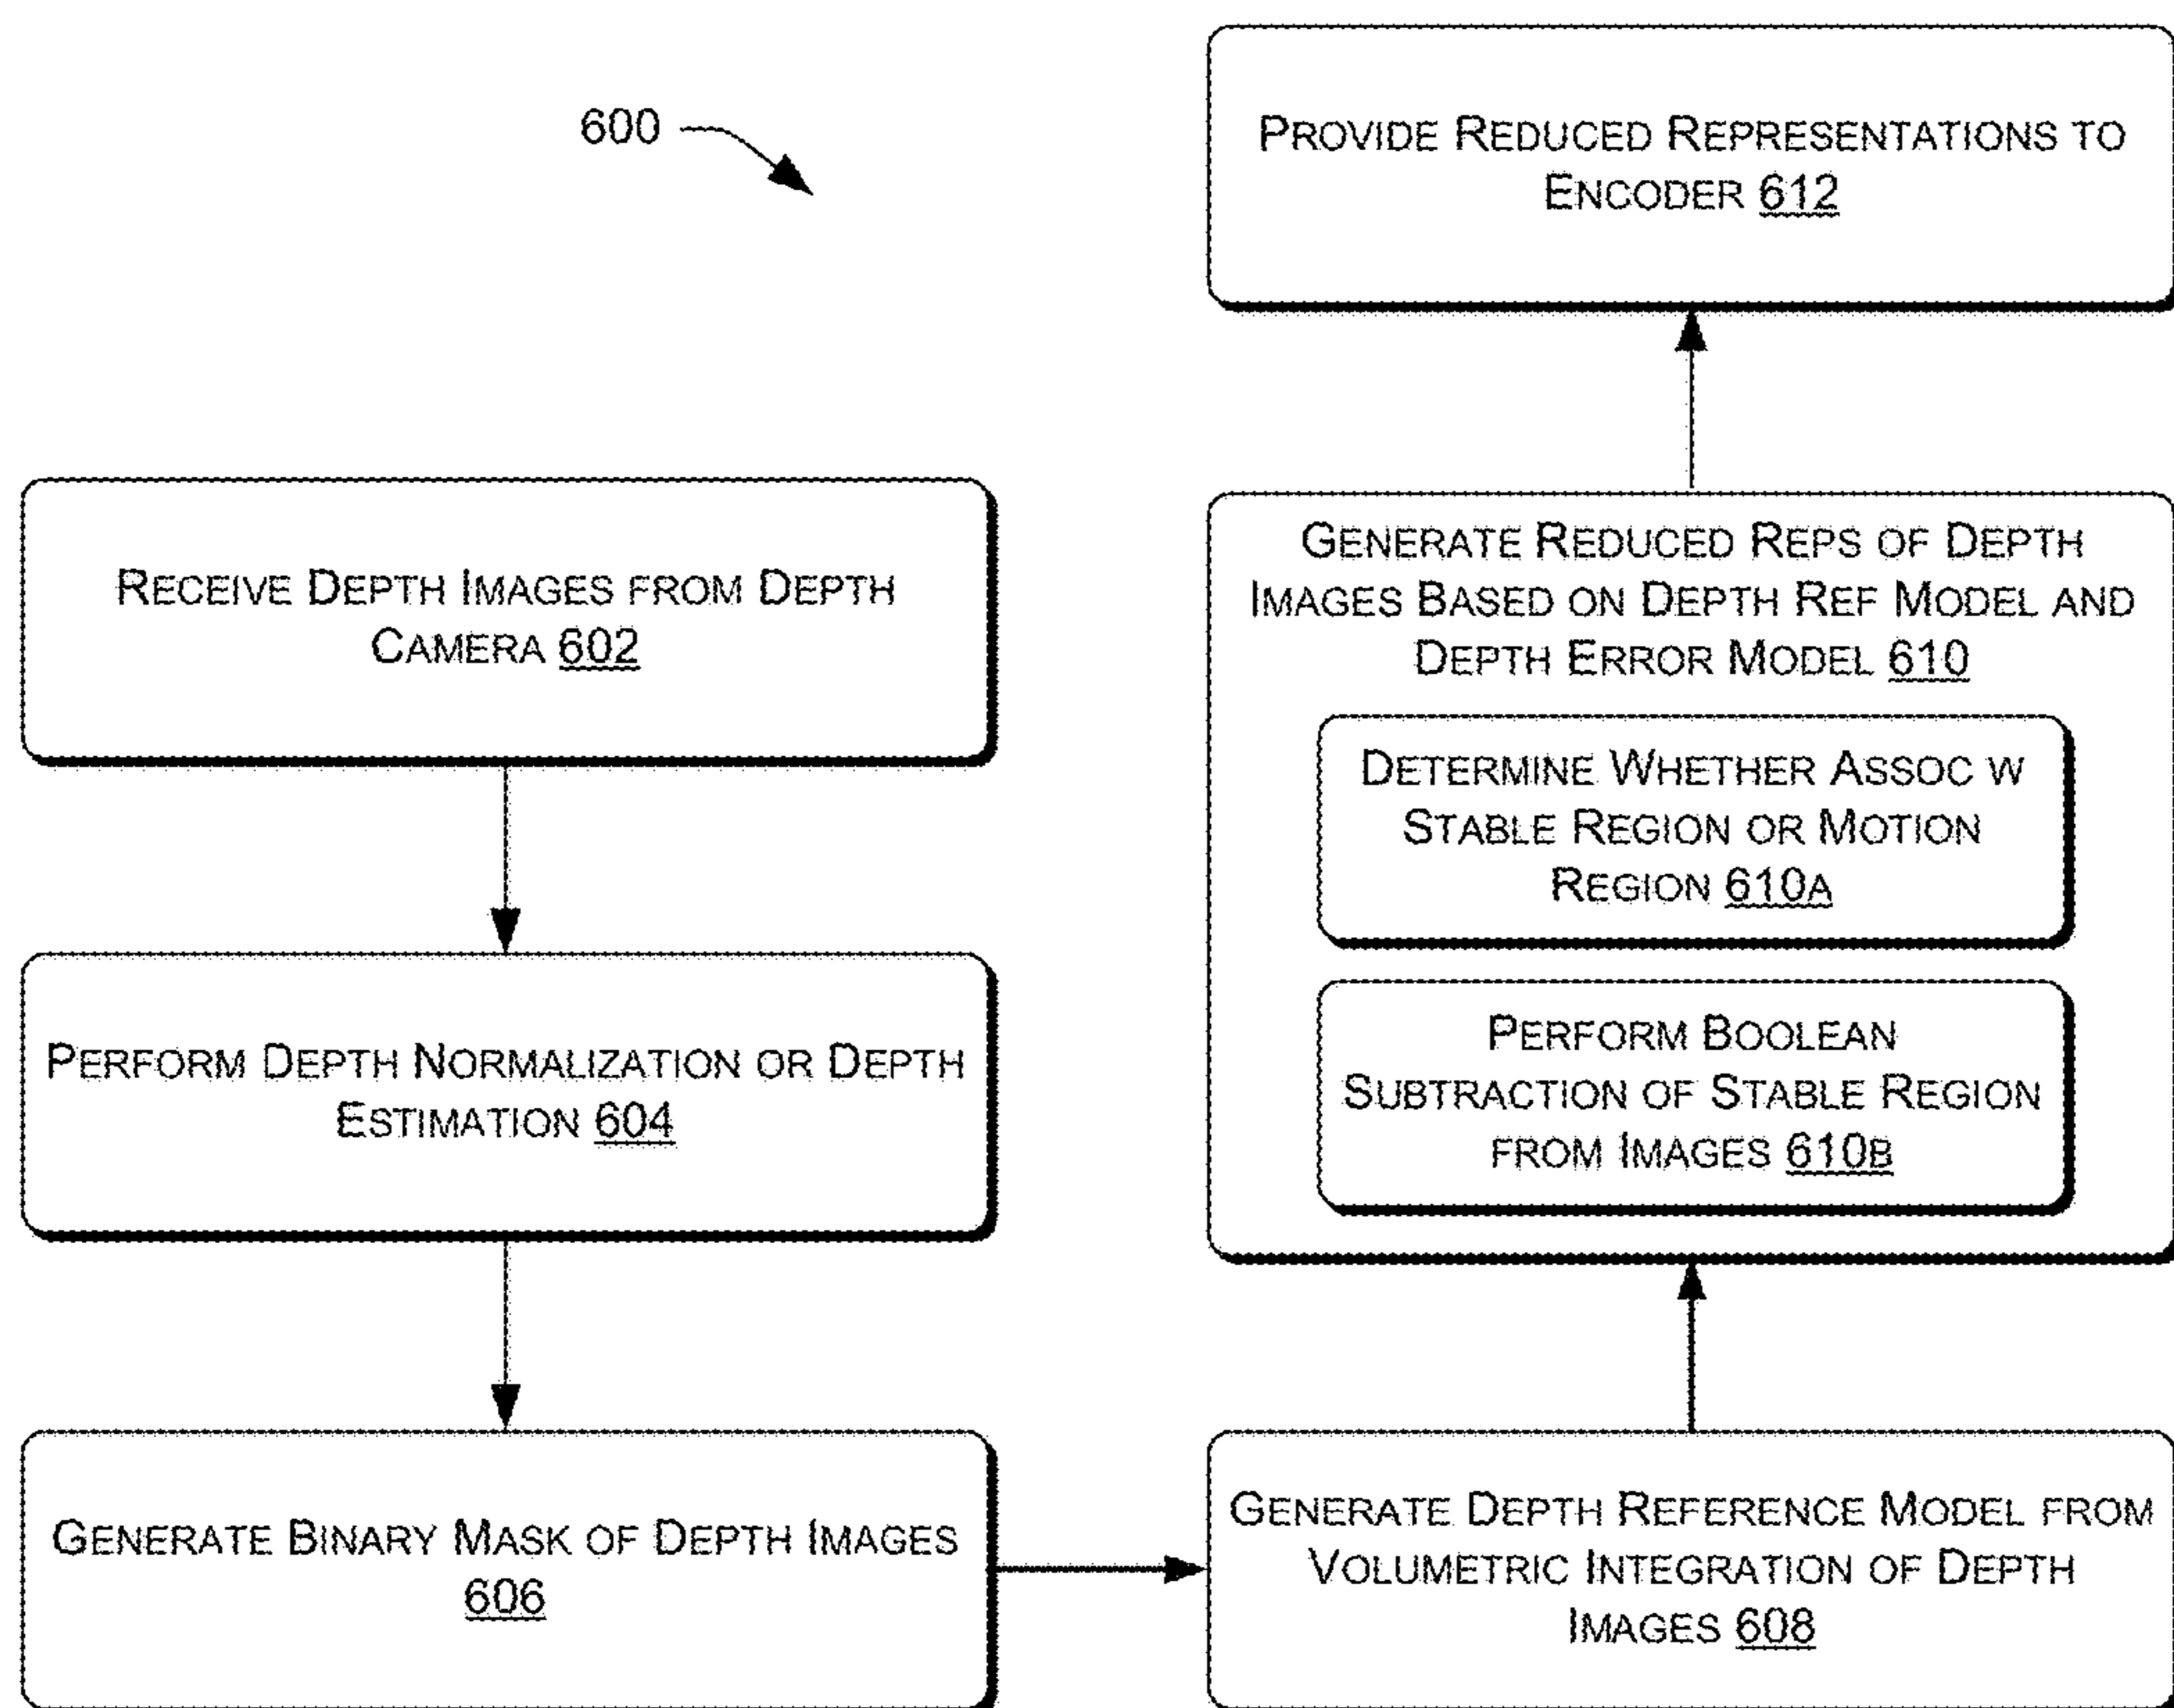 600
RECEIVE DEPTH IMAGES FROM DEPTH
CAMERA 602
PERFORM DEPTH NORMALIZATION OR DEPTH
ESTIMATION 604
GENERATE BINARY MASK OF DEPTH IMAGES
606
GENERATE DEPTH REFERENCE MODEL FROM
VOLUMETRIC INTEGRATION OF DEPTH
IMAGES 608
GENERATE REDUCED REPS OF DEPTH
IMAGES BASED ON DEPTH REF MODEL AND
DEPTH ERROR MODEL 610
DETERMINE WHETHER ASSOC W
STABLE REGION OR MOTION
REGION 610A
PERFORM BOOLEAN
SUBTRACTION OF STABLE REGION
FROM IMAGES 610B
PROVIDE REDUCED REPRESENTATIONS TO
ENCODER 612